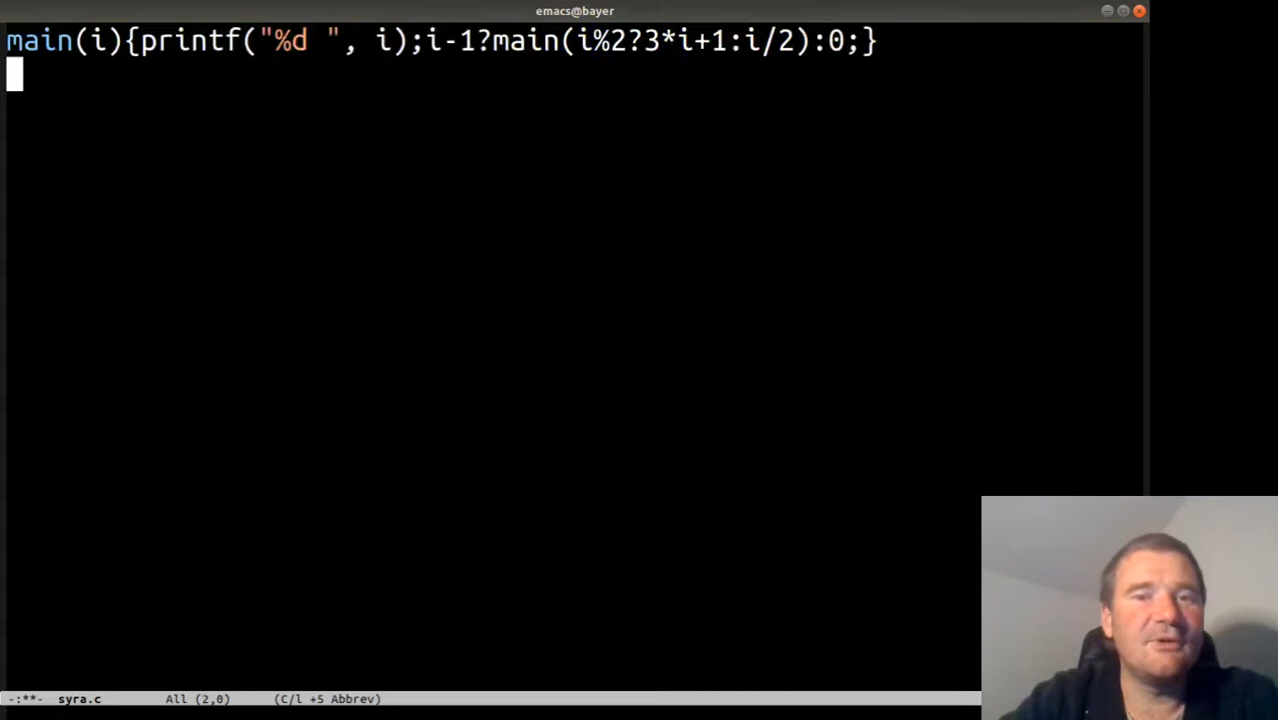 emacs@bayer
main(i){printf("%d ", i);i-1?main(i%2?3*i+1:i/2):0;}
-:**-  syra.c  All (2,0)  (C/l +5 Abbrev)